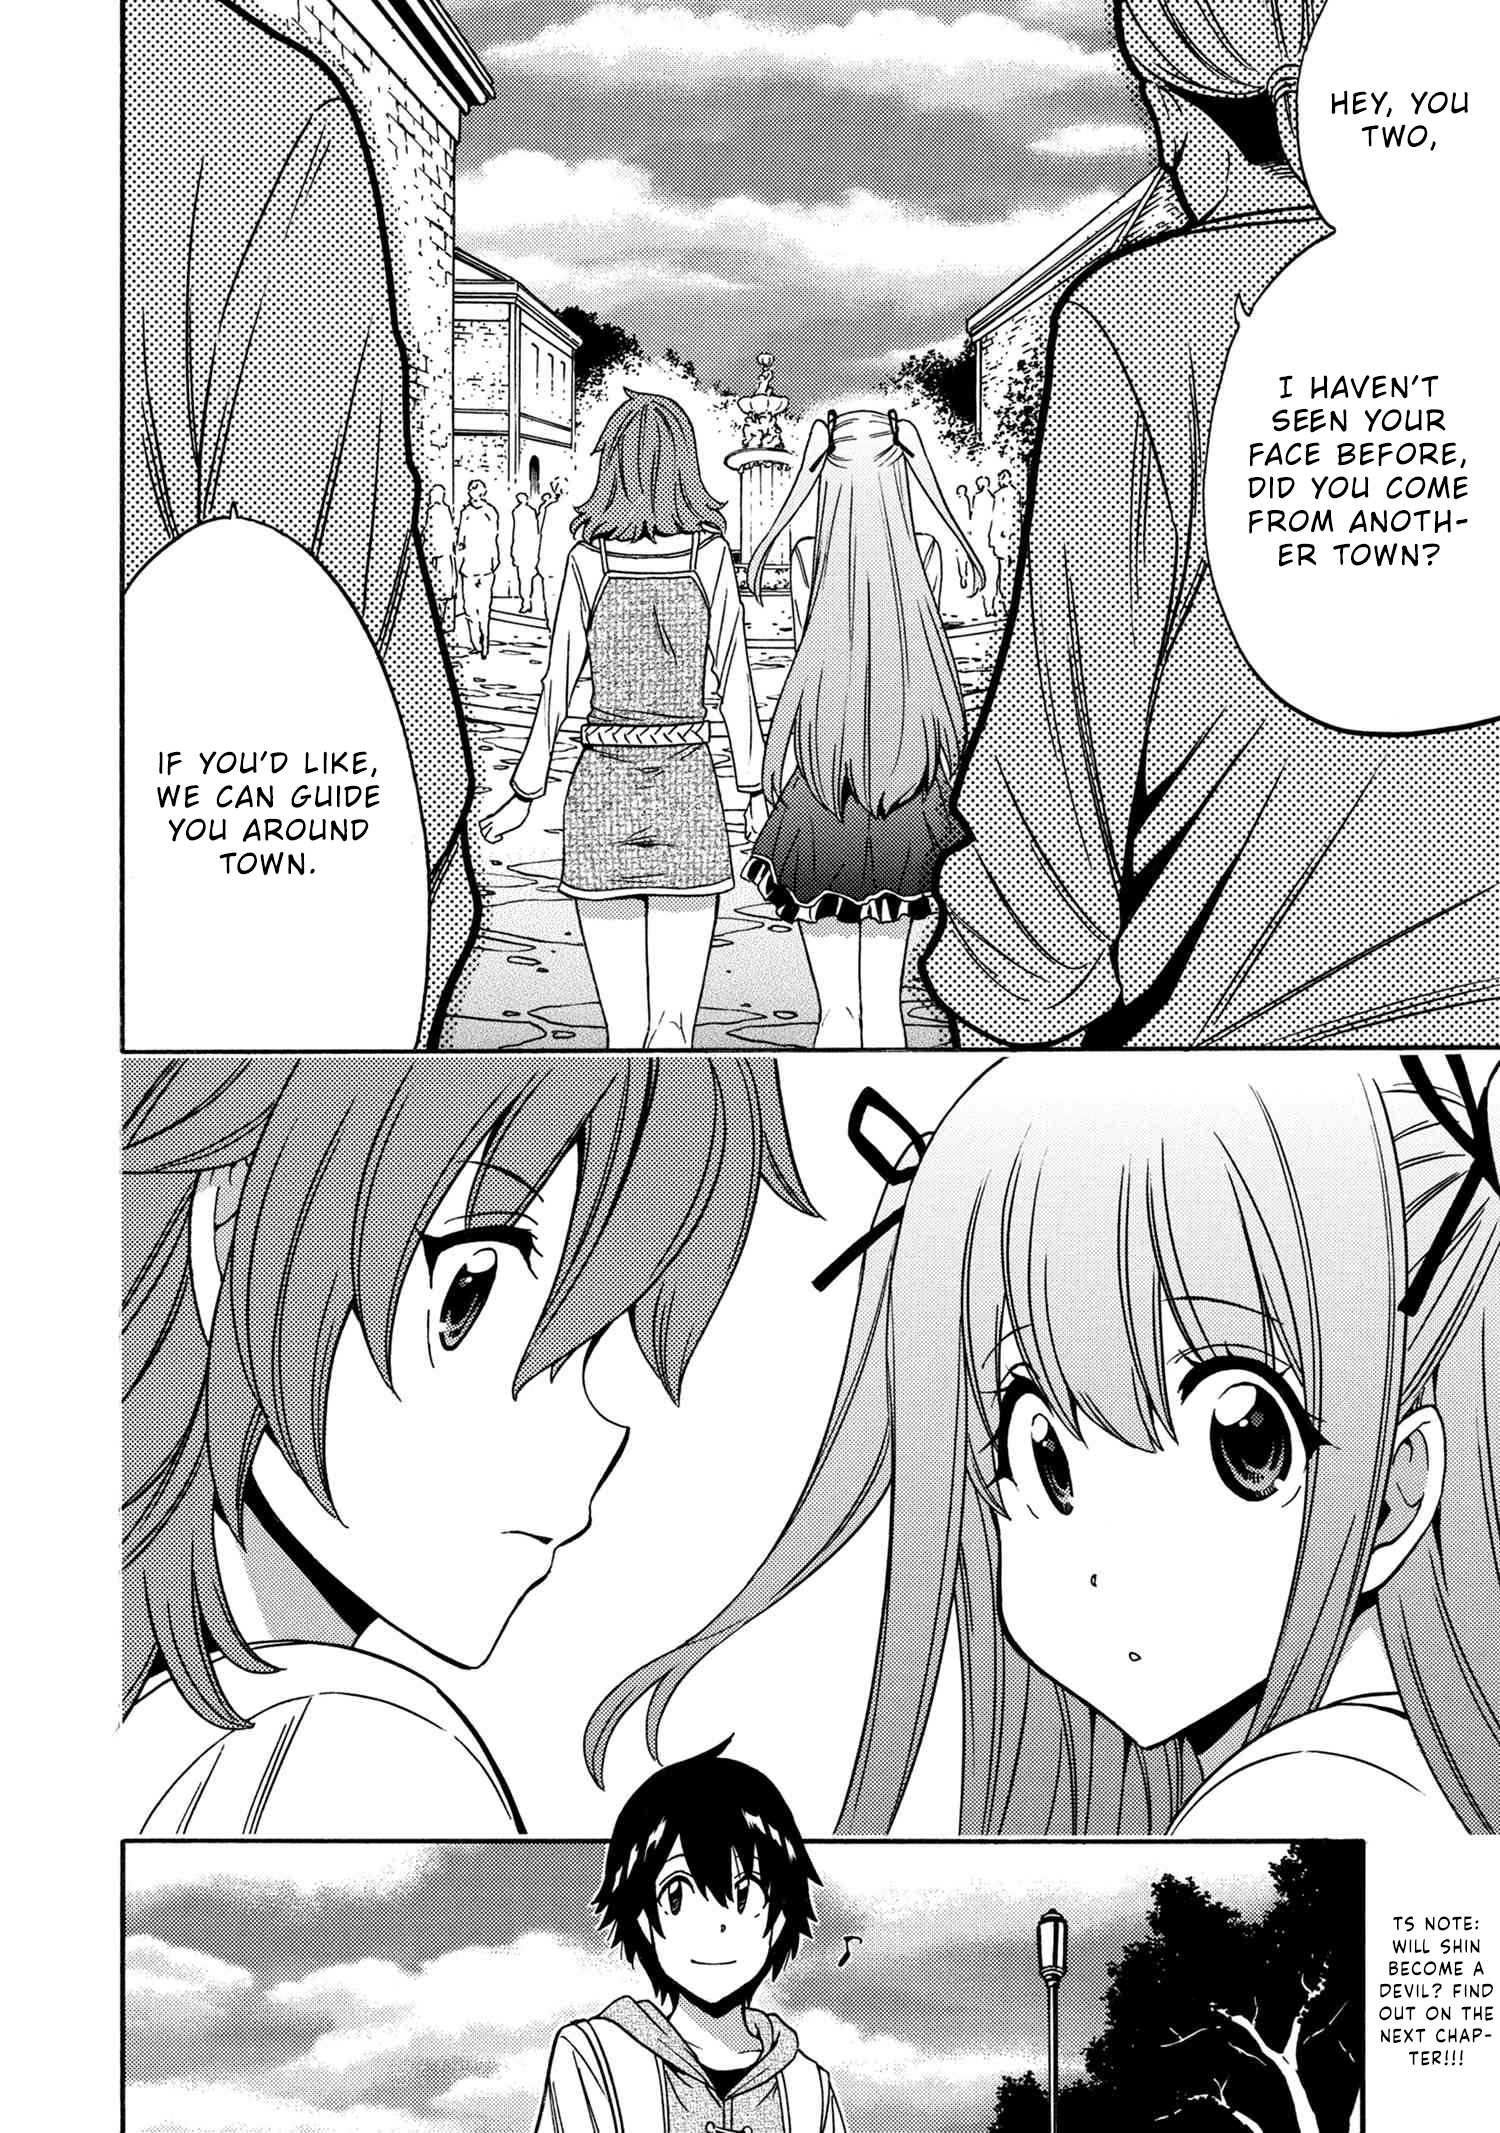 HEY, YOU
TWO,
I HAVEN'T
SEEN YOUR
FACE BEFORE,
DID YOU COME
FROM ANOTH-
ER TOWN?
IF YOU'D LIKE,
WE CAN GUIDE
YOU AROUND
TOWN.
TS NOTE:
WILL SHIN
BECOME A
DEVIL? FIND
OUT ON THE
NEXT CHAP-
TER!!!